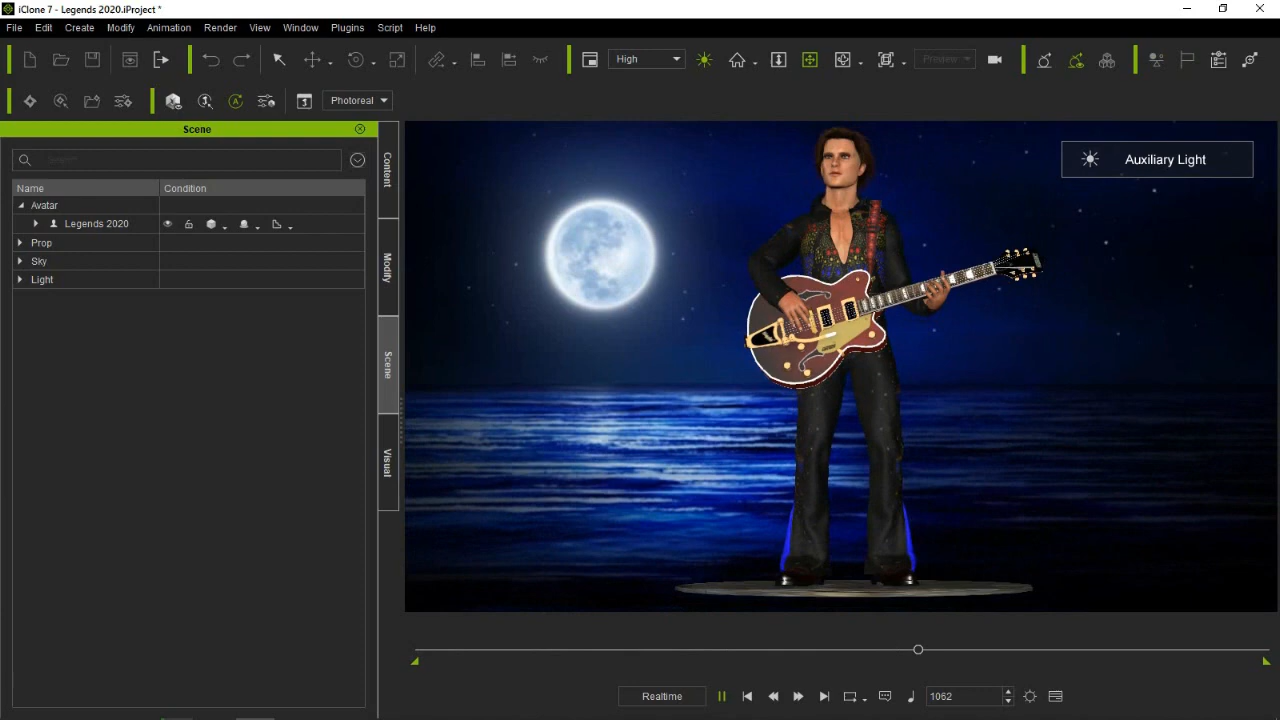 iClone 7 - Legends 2020.iProject *
File Edit Create Modify Animation Render View Window Plugins Script Help
High
Preview
Photoreal
Scene
Name Condition
Avatar
Legends 2020
Prop
Sky
Light
Content
Modify
Scene
Visual
Auxiliary Light
Realtime
1062